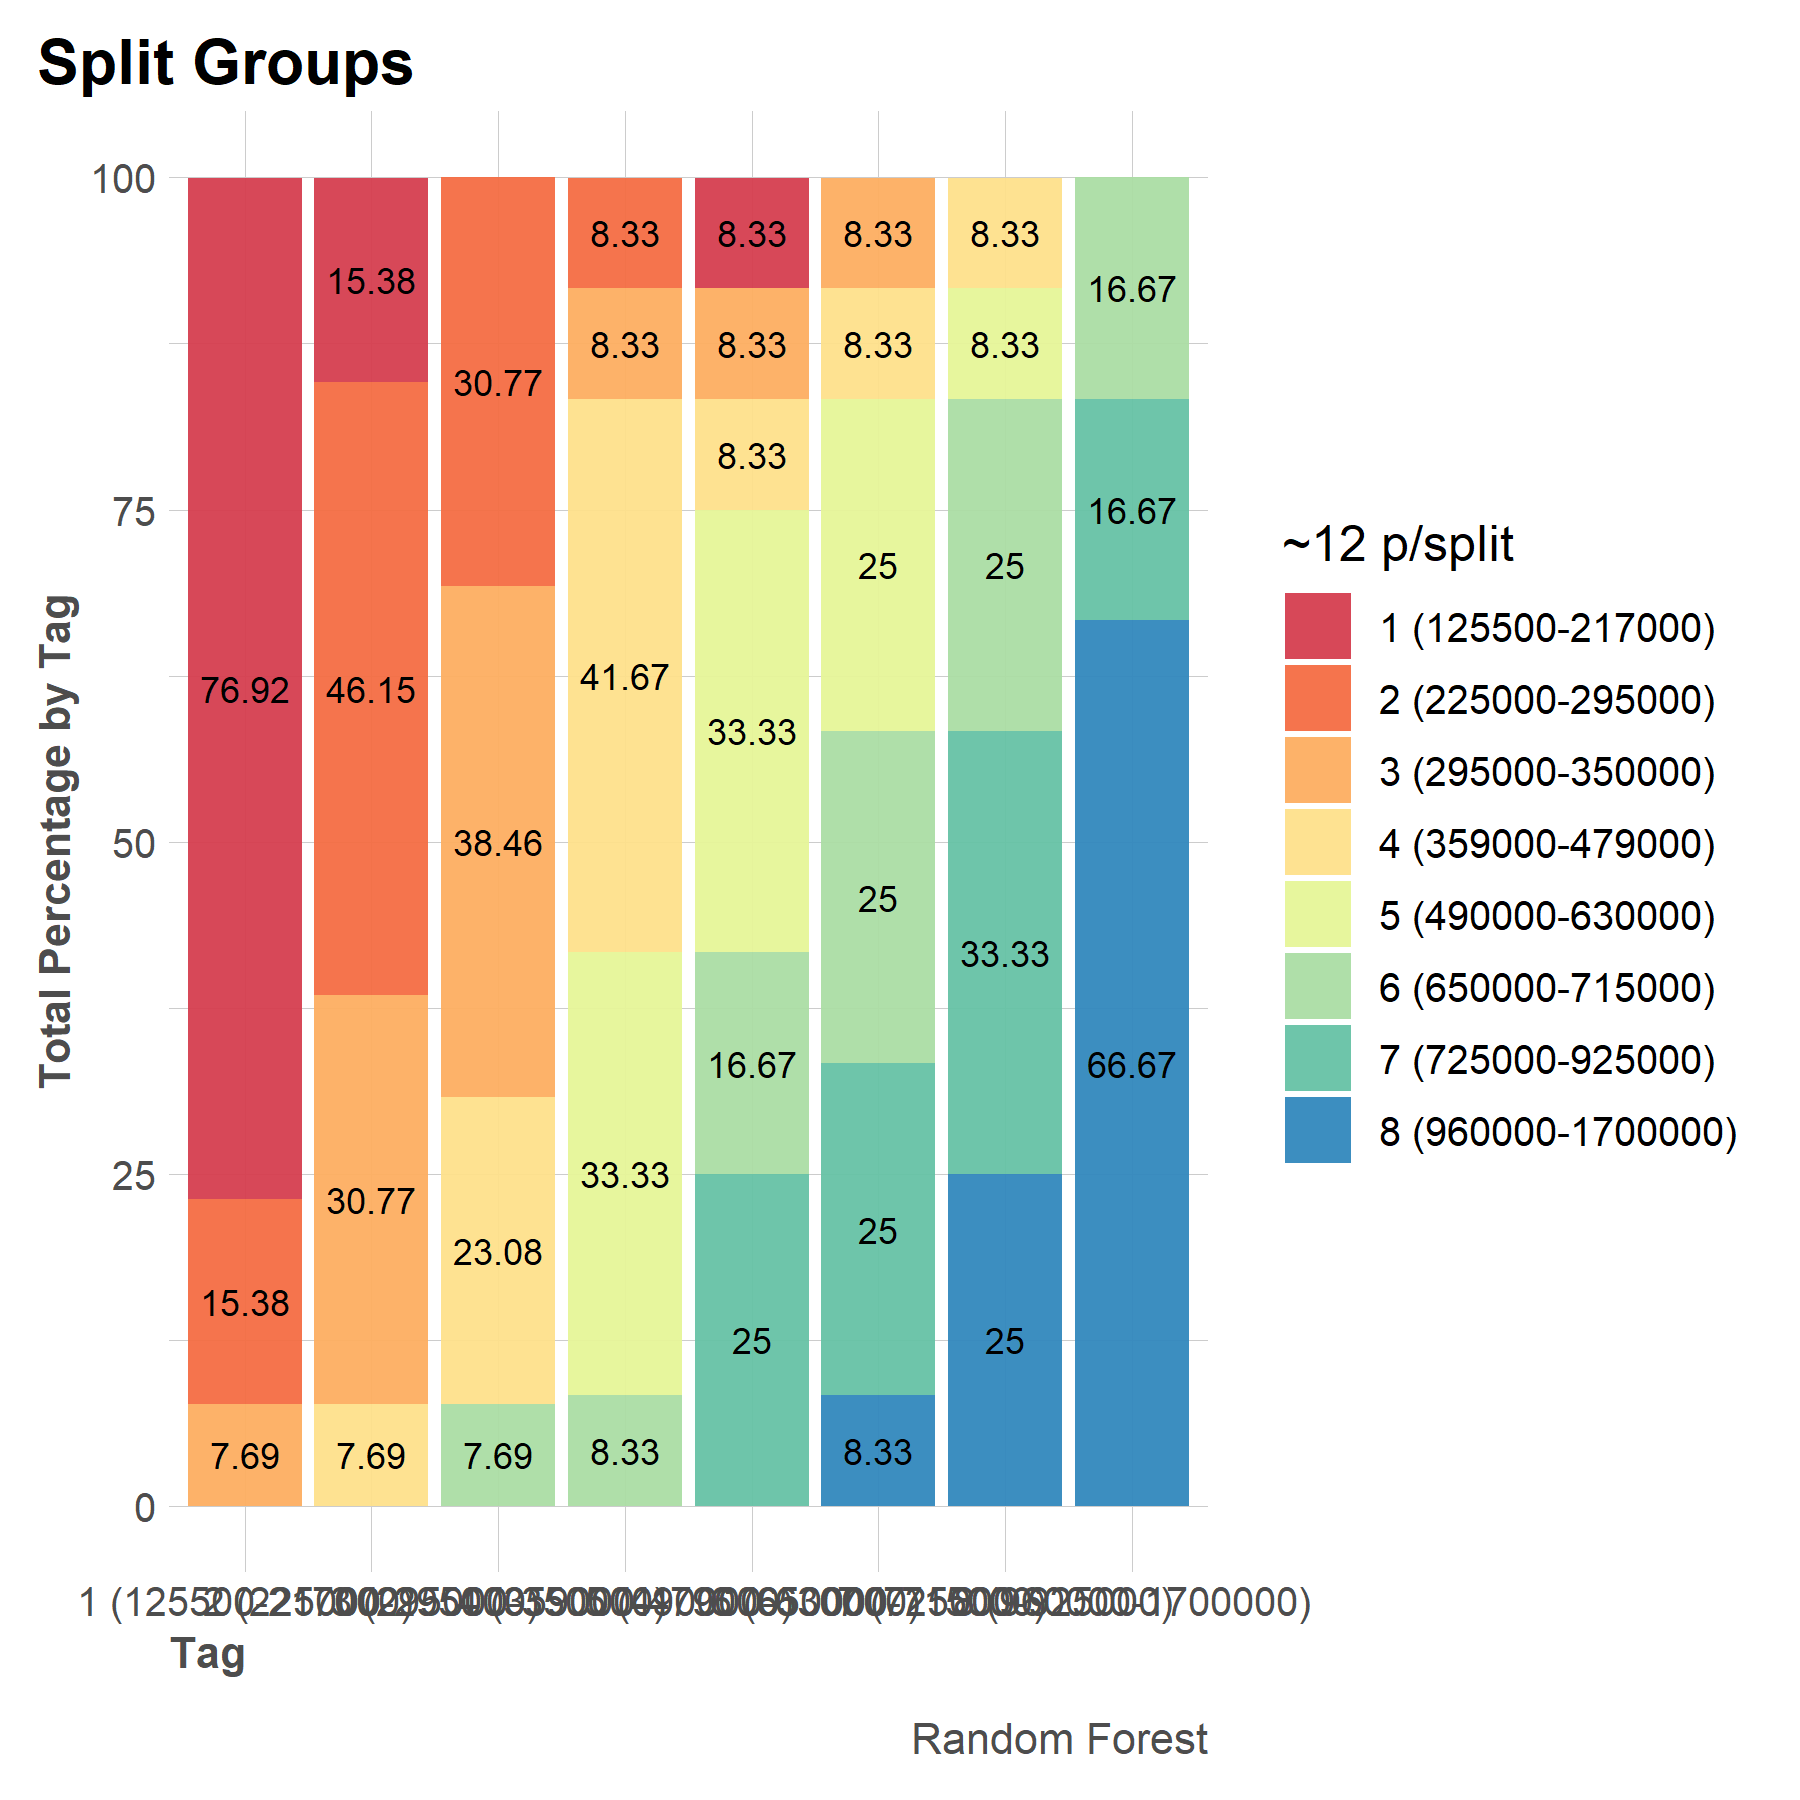 Split Groups
100
75
50
25
0
Total Percentage by Tag
8.33 8.33 8.33 8.33
15.38 16.67
8.33 8.33 8.33 8.33
30.77
8.33
25 25 16.67
41.67
76.92 46.15
33.33
38.46 25
33.33
16.67 66.67
33.33
30.77 25
23.08
15.38 25 25
7.69 7.69 7.69 8.33 8.33
1 (125500
1700000)
Tag
Random Forest
~12 p/split
1 (125500-217000)
2 (225000-295000)
3 (295000-350000)
4 (359000-479000)
5 (490000-630000)
6 (650000-715000)
7 (725000-925000)
8 (960000-1700000)